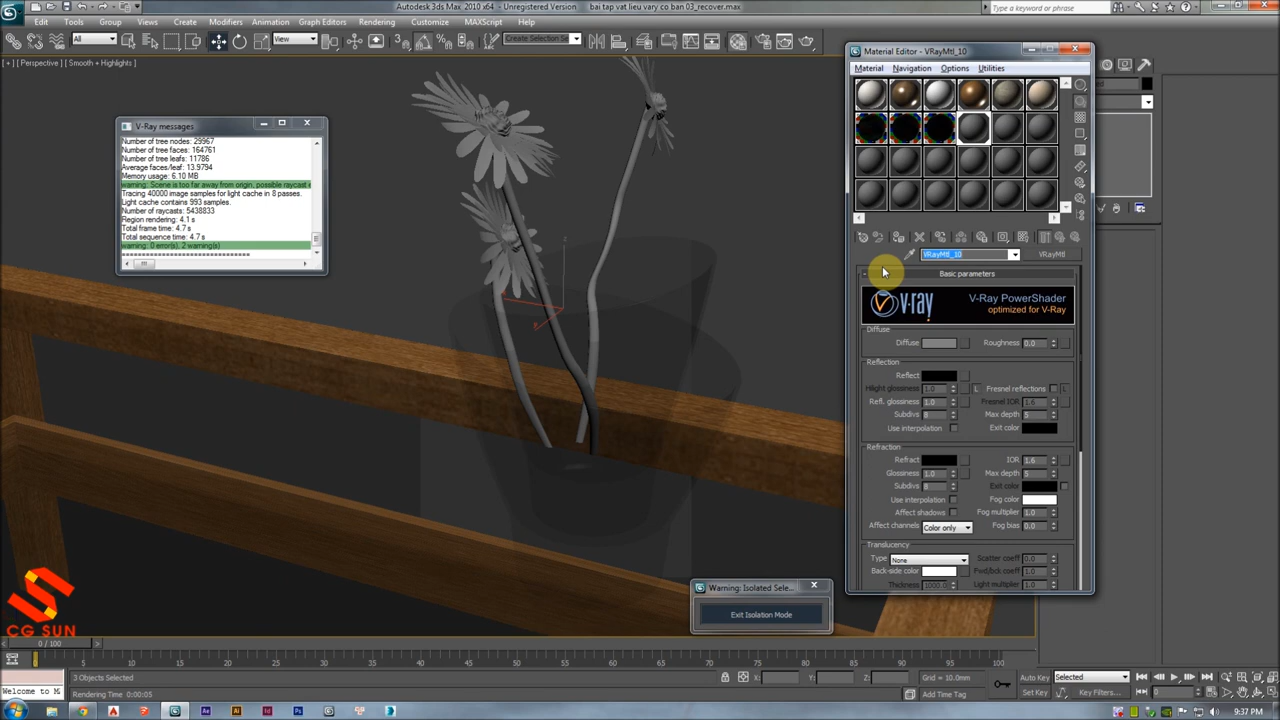 Autodesk 3ds Max 2010 x64 - Unregistered Version bai tap vat lieu vary co ban 03_recover.max
Type a keyword or phrase
Edit Tools Group Views Create Modifiers Animation Graph Editors Rendering Customize MAXScript Help
All
View
Create Selection Se
[ + ] [ Perspective ] [ Smooth + Highlights ]
V-Ray messages
Number of tree nodes: 29967
Number of tree faces: 164761
Number of tree leafs: 11786
Average faces/leaf: 13.9794
Memory usage: 6.10 MB
warning: Scene is too far away from origin, possible raycast
Tracing 40000 image samples for light cache in 8 passes.
Light cache contains 993 samples.
Number of raycasts: 5438833
Region rendering: 4.1 s
Total frame time: 4.7 s
Total sequence time: 4.7 s
warning: 0 error(s), 2 warning(s)
==============================
Material Editor - VRayMtl_10
Material Navigation Options Utilities
VRayMtl_10 VRayMtl
Basic parameters
v·ray V-Ray PowerShader
optimized for V-Ray
Diffuse
Diffuse Roughness 0.0
Reflection
Reflect
Hilight glossiness 1.0 L Fresnel reflections L
Refl. glossiness 1.0 Fresnel IOR 1.6
Subdivs 8 Max depth 5
Use interpolation Exit color
Refraction
Refract IOR 1.6
Glossiness 1.0 Max depth 5
Subdivs 8 Exit color
Use interpolation Fog color
Affect shadows Fog multiplier 1.0
Affect channels Color only Fog bias 0.0
Translucency
Type None Scatter coeff 0.0
Back-side color Fwd/bck coeff 1.0
Thickness 1000.0 Light multiplier 1.0
Warning: Isolated Sele...
Exit Isolation Mode
CG SUN
0 / 100
0 5 10 15 20 25 30 35 40 45 50 55 60 65 70 75 80 85 90 95 100
3 Objects Selected X: Y: Z: Grid = 10.0mm Auto Key Selected
Welcome to M Rendering Time: 0:00:05 Add Time Tag Set Key Key Filters... 0
9:37 PM